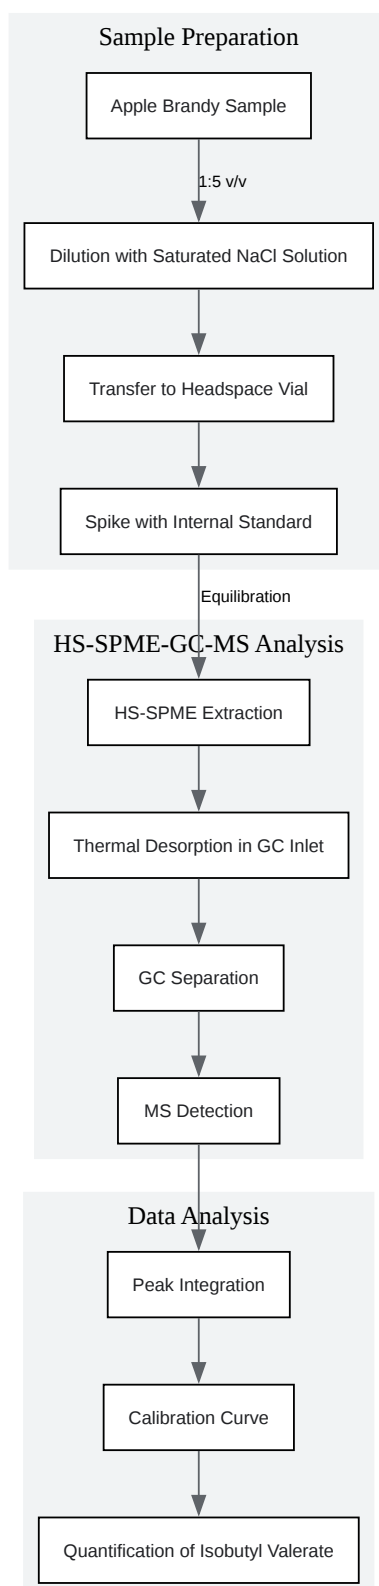 Sample Preparation
Apple Brandy Sample
1:5 v/v
Dilution with Saturated NaCl Solution
Transfer to Headspace Vial
Spike with Internal Standard
Equilibration
HS-SPME-GC-MS Analysis
HS-SPME Extraction
Thermal Desorption in GC Inlet
GC Separation
MS Detection
Data Analysis
Peak Integration
Calibration Curve
Quantification of Isobutyl Valerate